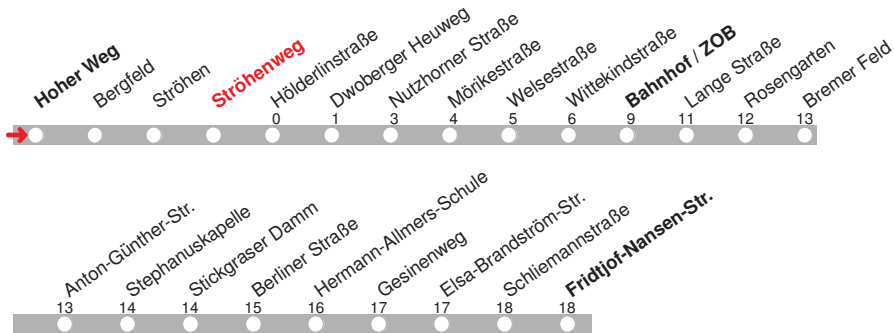 Hoher Weg
Bergfeld
Ströhen
Ströhenweg
Hölderlinstraße
Dwoberger Heuweg
Nutzhorner Straße
Mörikestraße
Welsestraße
Wittekindstraße
Bahnhof / ZOB
Lange Straße
Rosengarten
Bremer Feld
0 1 3 4 5 6 9 11 12 13
Anton-Günther-Str.
Stephanuskapelle
Stickgraser Damm
Berliner Straße
Hermann-Allmers-Schule
Gesinenweg
Elsa-Brandström-Str.
Schliemannstraße
Fridtjof-Nansen-Str.
13 14 14 15 16 17 17 18 18